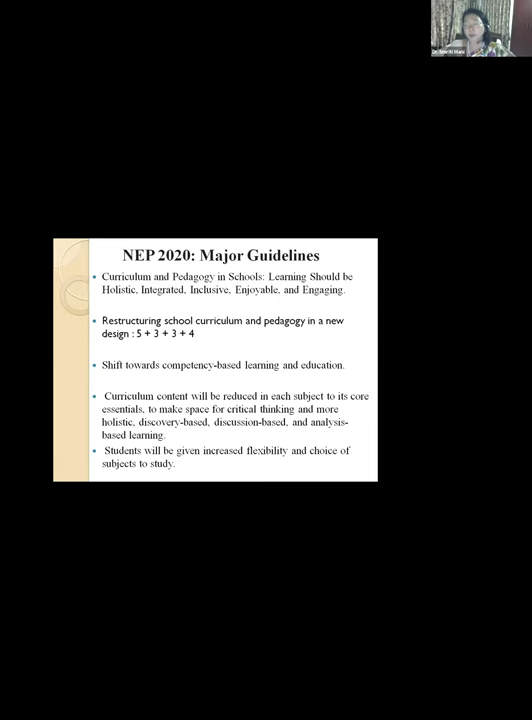 NEP 2020: Major Guidelines
Curriculum and Pedagogy in Schools: Learning Should be
Holistic, Integrated, Inclusive, Enjoyable, and Engaging.
Restructuring school curriculum and pedagogy in a new
design : 5 + 3 + 3 + 4
Shift towards competency-based learning and education.
Curriculum content will be reduced in each subject to its core
essentials, to make space for critical thinking and more
holistic, discovery-based, discussion-based, and analysis-
based learning.
Students will be given increased flexibility and choice of
subjects to study.